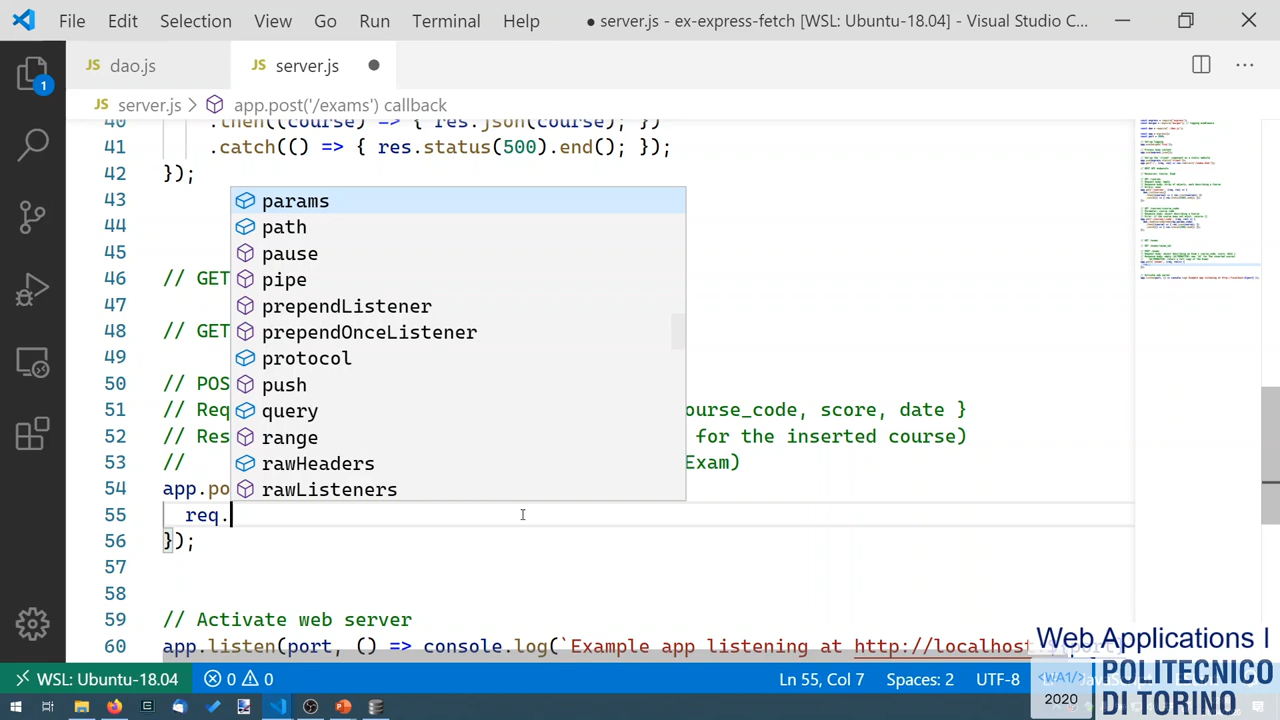 File Edit Selection View Go Run Terminal Help ● server.js - ex-express-fetch [WSL: Ubuntu-18.04] - Visual Studio C...
JS dao.js JS server.js
JS server.js > app.post('/exams') callback
40 .then((course) => { res.json(course); })
41 .catch(() => { res.status(500).end(); });
42 });
43
44
45
46 // GET
47
48 // GET
49
50 // POS
51 // Req ourse_code, score, date }
52 // Res for the inserted course)
53 // Exam)
54 app.po
55 req.
56 });
57
58
59 // Activate web server
60 app.listen(port, () => console.log(`Example app listening at http://localhost:
params
path
pause
pipe
prependListener
prependOnceListener
protocol
push
query
range
rawHeaders
rawListeners
1
WSL: Ubuntu-18.04 0 0 Ln 55, Col 7 Spaces: 2 UTF-8
Web Applications I
POLITECNICO
DI TORINO
<WA1/>
2020